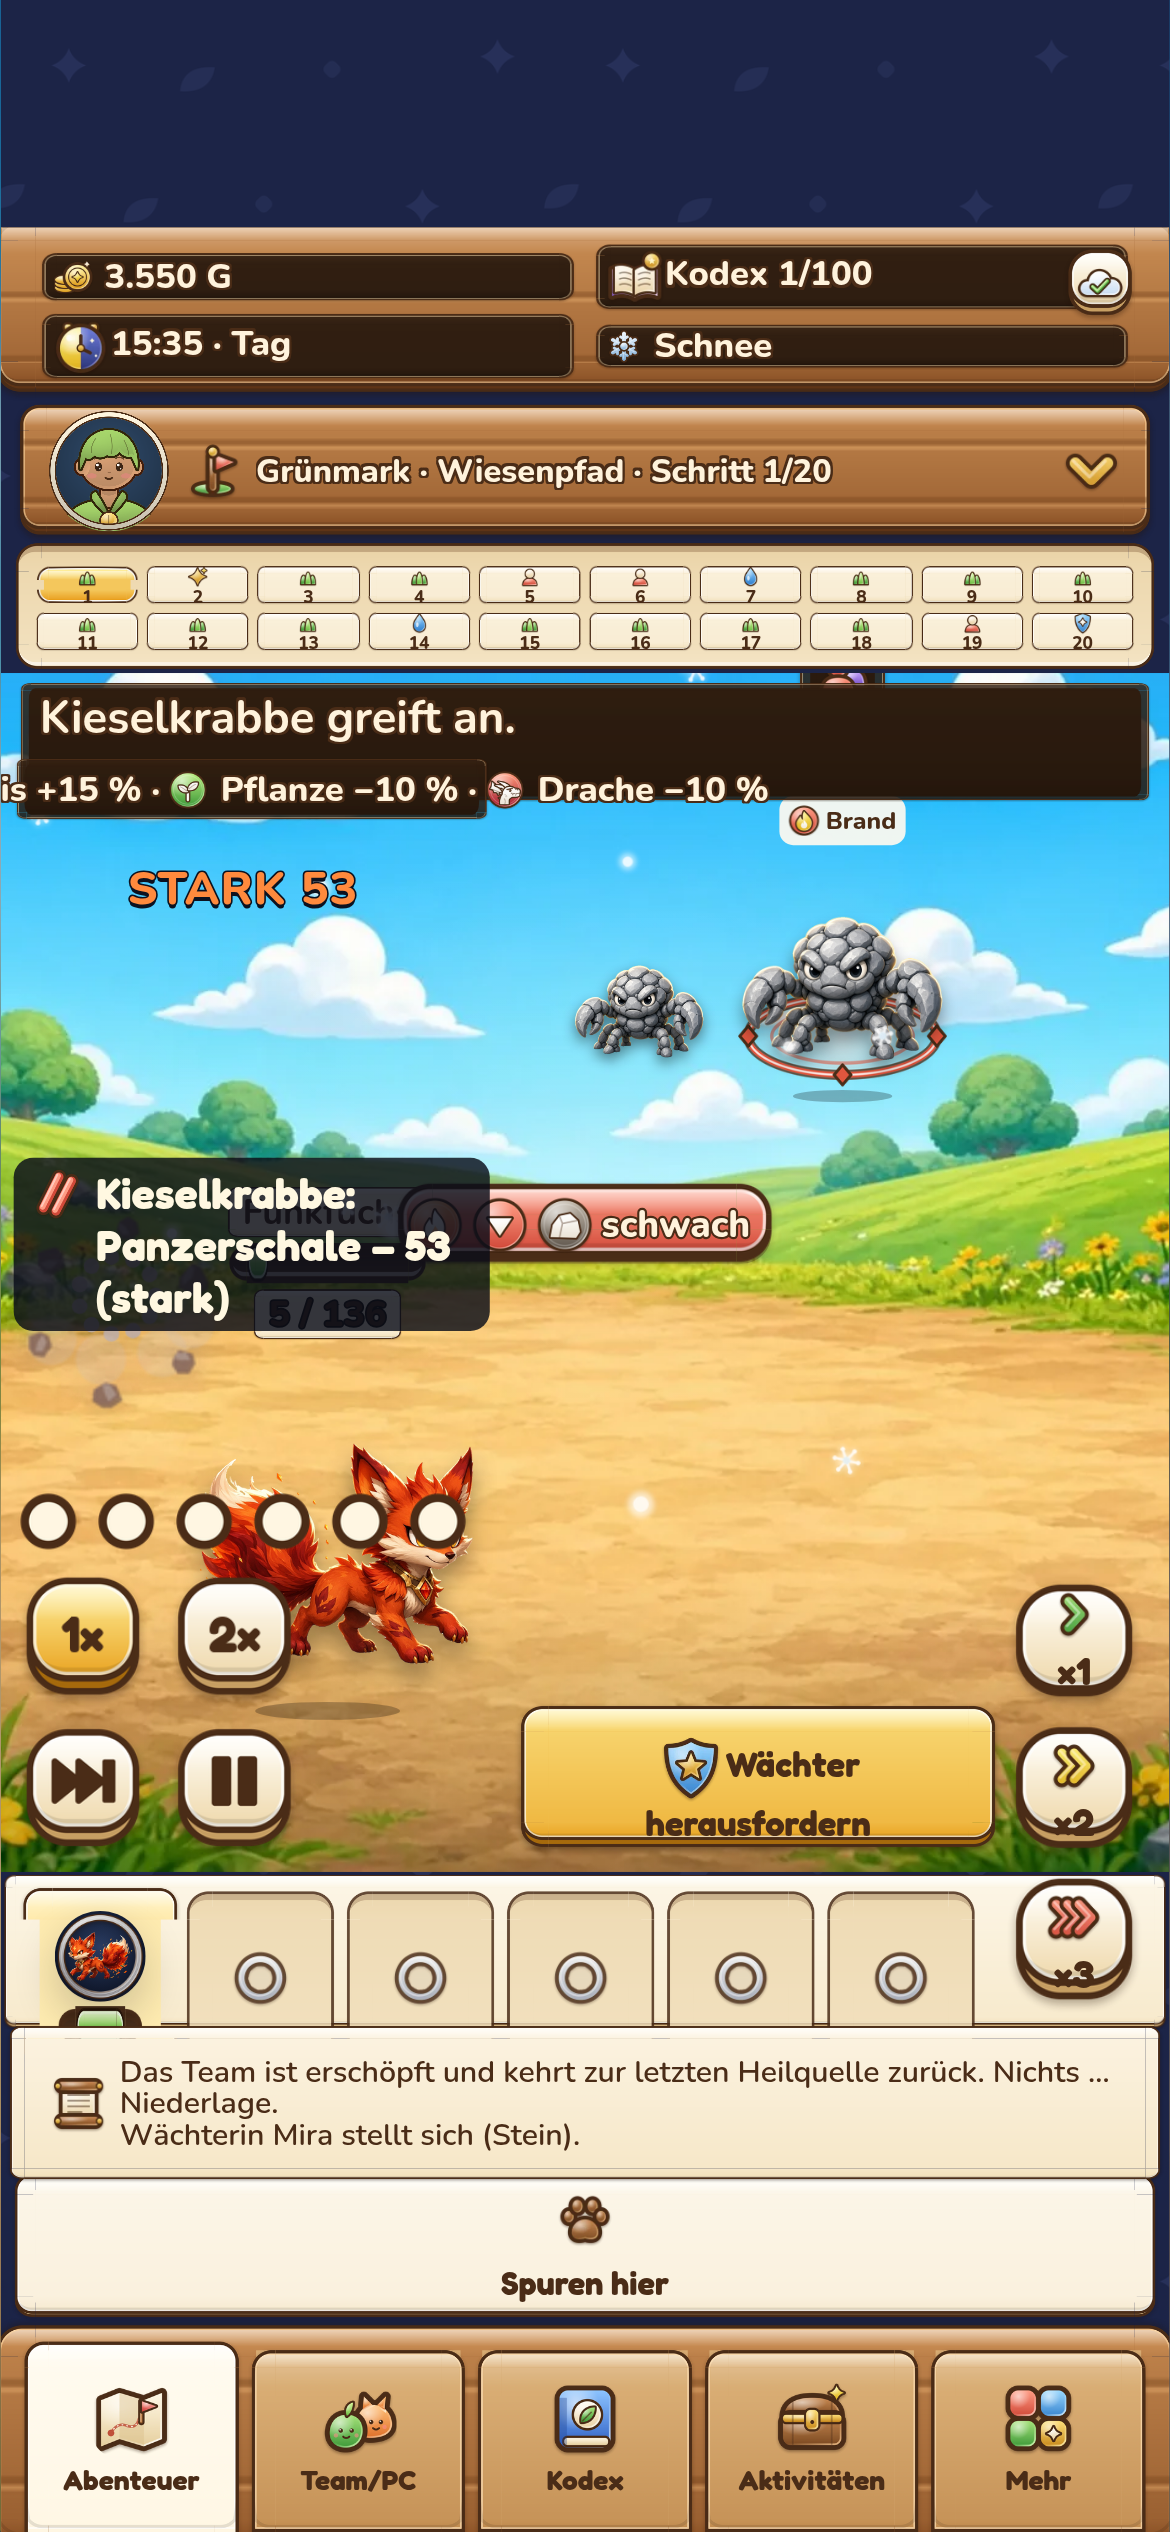 3.550 G
Kodex 1/100
15:35 · Tag
Schnee
Grünmark · Wiesenpfad · Schritt 1/20
1 2 3 4 5 6 7 8 9 10
11 12 13 14 15 16 17 18 19 20
Kieselkrabbe greift an.
is +15 % · Pflanze −10 % · Drache −10 %
Brand
STARK 53
Kieselkrabbe:
Panzerschale – 53
(stark)
schwach
5 / 136
1x
2x
x1
Wächter
herausfordern
x2
x3
Das Team ist erschöpft und kehrt zur letzten Heilquelle zurück. Nichts ...
Niederlage.
Wächterin Mira stellt sich (Stein).
Spuren hier
Abenteuer
Team/PC
Kodex
Aktivitäten
Mehr